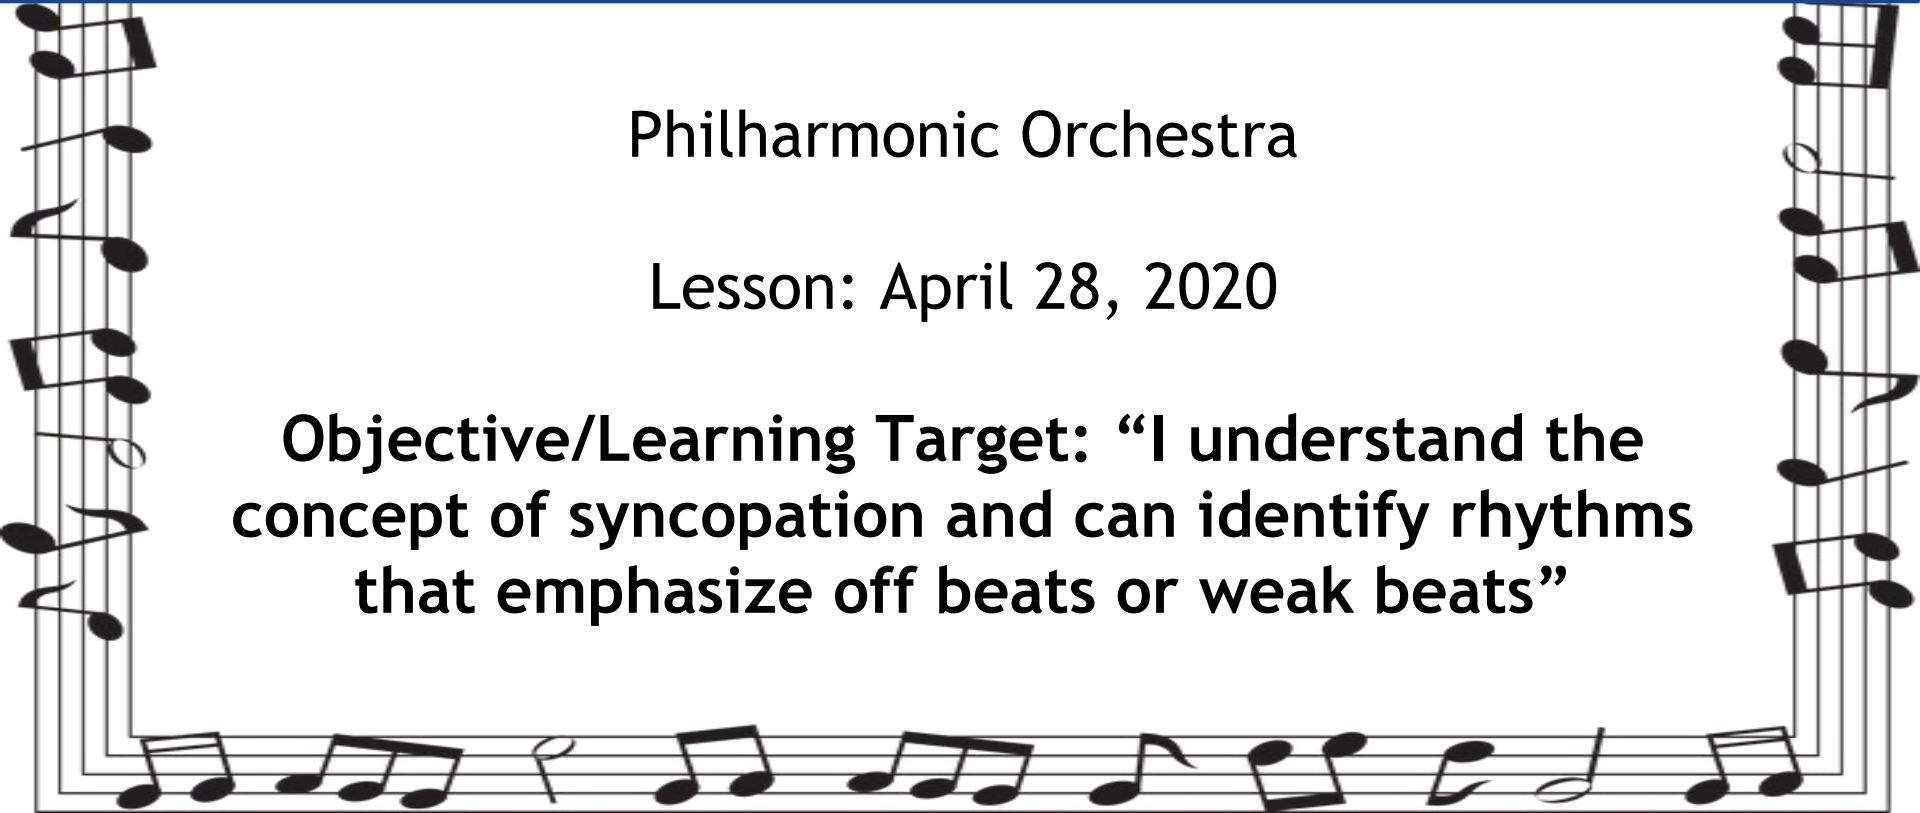 Philharmonic Orchestra
Lesson: April 28, 2020
Objective/Learning Target: “I understand the
concept of syncopation and can identify rhythms
that emphasize off beats or weak beats”